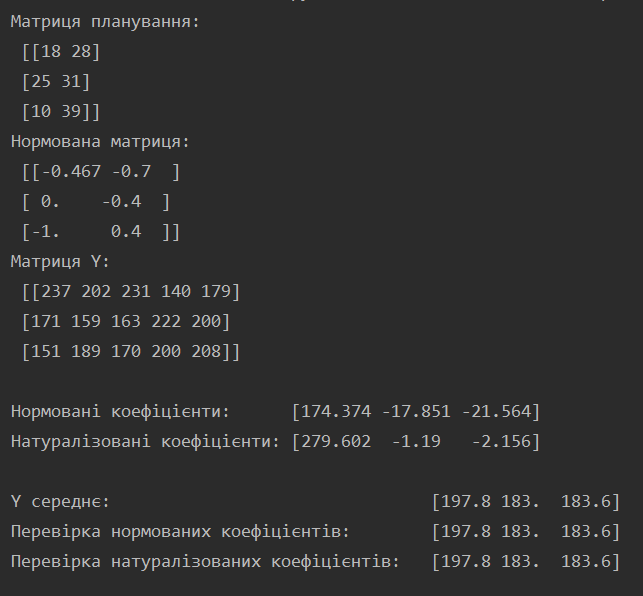 Матриця планування:
[[18 28]
[25 31]
[10 39]]
Нормована матриця:
[[-0.467 -0.7  ]
[ 0.    -0.4  ]
[-1.     0.4  ]]
Матриця Y:
[[237 202 231 140 179]
[171 159 163 222 200]
[151 189 170 200 208]]
Нормовані коефіцієнти:      [174.374 -17.851 -21.564]
Натуралізовані коефіцієнти: [279.602  -1.19   -2.156]
Y середнє:                              [197.8 183.  183.6]
Перевірка нормованих коефіцієнтів:        [197.8 183.  183.6]
Перевірка натуралізованих коефіцієнтів:   [197.8 183.  183.6]